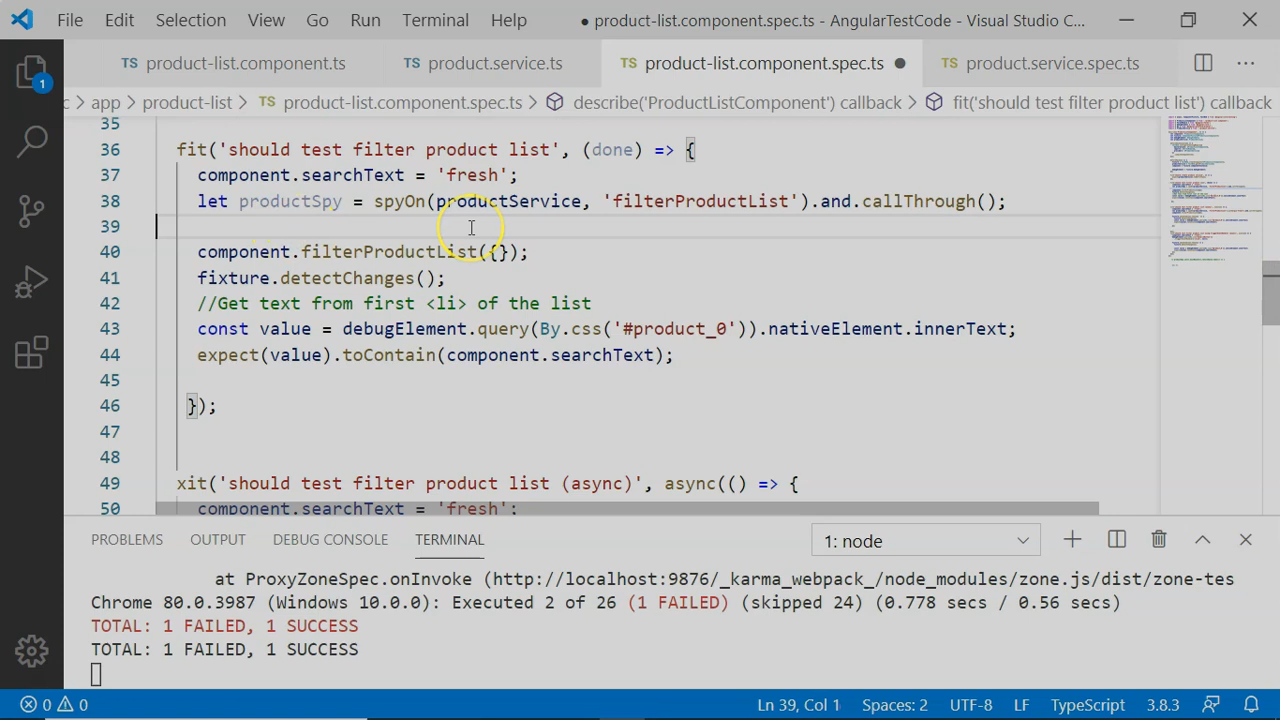 File Edit Selection View Go Run Terminal Help ● product-list.component.spec.ts - AngularTestCode - Visual Studio C...
TS product-list.component.ts TS product.service.ts TS product-list.component.spec.ts ● TS product.service.spec.ts ...
c > app > product-list > TS product-list.component.spec.ts > describe('ProductListComponent') callback > fit('should test filter product list') callback
35
36 fit('should test filter product list', (done) => {
37 component.searchText = 'fresh';
38 let productSpy = spyOn(productService, 'filterProductList').and.callThrough();
39
40 component.filterProductList({});
41 fixture.detectChanges();
42 //Get text from first <li> of the list
43 const value = debugElement.query(By.css('#product_0')).nativeElement.innerText;
44 expect(value).toContain(component.searchText);
45
46 });
47
48
49 xit('should test filter product list (async)', async(() => {
50 component.searchText = 'fresh';
1
PROBLEMS OUTPUT DEBUG CONSOLE TERMINAL 1: node
at ProxyZoneSpec.onInvoke (http://localhost:9876/_karma_webpack_/node_modules/zone.js/dist/zone-tes
Chrome 80.0.3987 (Windows 10.0.0): Executed 2 of 26 (1 FAILED) (skipped 24) (0.778 secs / 0.56 secs)
TOTAL: 1 FAILED, 1 SUCCESS
TOTAL: 1 FAILED, 1 SUCCESS
0 0 Ln 39, Col 1 Spaces: 2 UTF-8 LF TypeScript 3.8.3